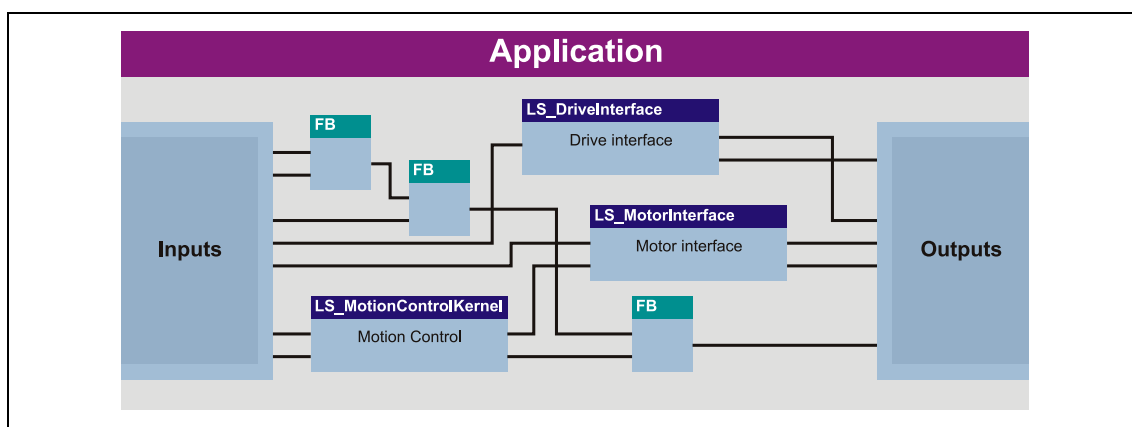 Application
LS_DriveInterface
Drive interface
FB
FB
LS_MotorInterface
Motor interface
Inputs
Outputs
LS_MotionControlKernel
Motion Control
FB